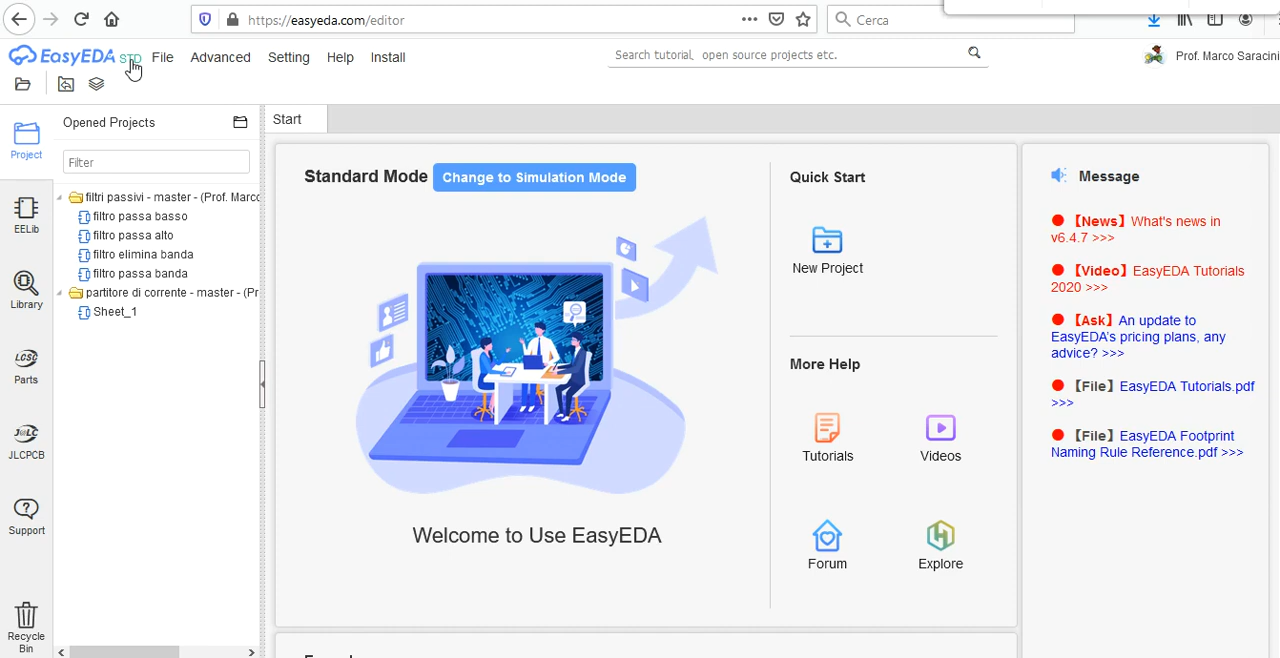 https://easyeda.com/editor
Cerca
EasyEDA STD File Advanced Setting Help Install
Search tutorial, open source projects etc.
Prof. Marco Saracini
Project
EELib
Library
LCSC
Parts
JLCPCB
Support
Recycle
Bin
Opened Projects
Filter
filtri passivi - master - (Prof. Marco
filtro passa basso
filtro passa alto
filtro elimina banda
filtro passa banda
partitore di corrente - master - (Pr
Sheet_1
Start
Standard Mode Change to Simulation Mode
Welcome to Use EasyEDA
Quick Start
New Project
More Help
Tutorials
Videos
Forum
Explore
Message
【News】What's news in
v6.4.7 >>>
【Video】EasyEDA Tutorials
2020 >>>
【Ask】An update to
EasyEDA's pricing plans, any
advice? >>>
【File】EasyEDA Tutorials.pdf
>>>
【File】EasyEDA Footprint
Naming Rule Reference.pdf >>>